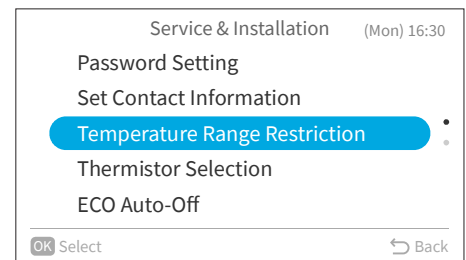 Service & Installation (Mon) 16:30
Password Setting
Set Contact Information
Temperature Range Restriction
Thermistor Selection
ECO Auto-Off
OK Select Back